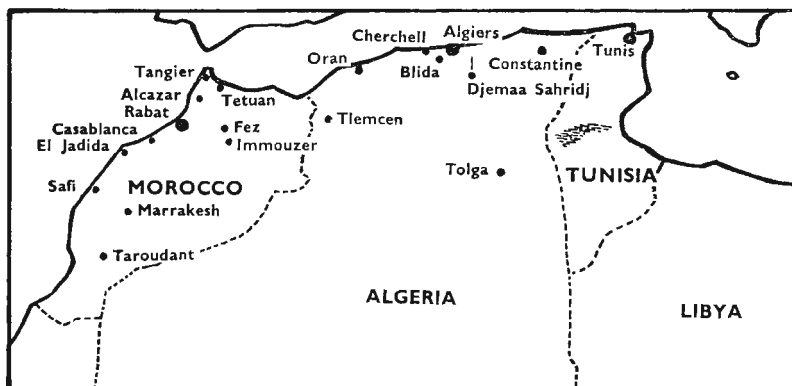 Cherchell
Algiers
Oran
Blida
Constantine
Tunis
Djemaa Sahridj
Tangier
Alcazar
Rabat
Tetuan
Casablanca
El Jadida
Fez
Immouzer
Tlemcen
Safi
MOROCCO
Marrakesh
Tolga
TUNISIA
Taroudant
ALGERIA
LIBYA